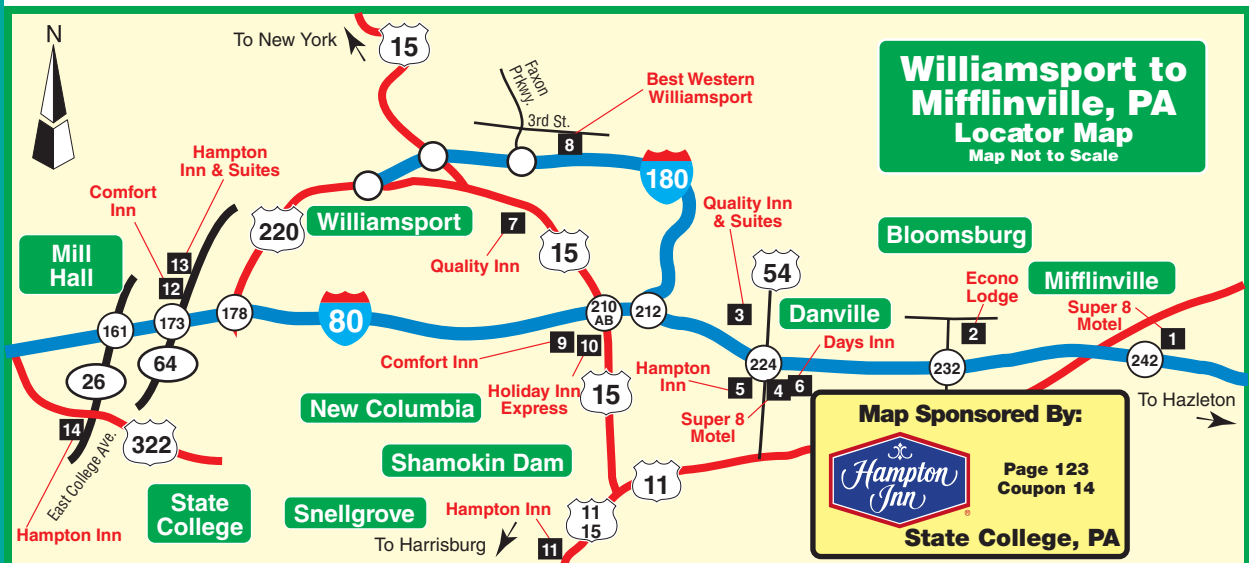 N
To New York
15
Faxon
Prkwy.
3rd St.
Best Western
Williamsport
8
Williamsport to
Mifflinville, PA
Locator Map
Map Not to Scale
Hampton
Inn & Suites
Comfort
Inn
13
12
Mill
Hall
220
Williamsport
7
Quality Inn
15
180
Quality Inn
& Suites
3
54
Bloomsburg
Econo
Lodge
2
Mifflinville
Super 8
Motel
1
161
173
178
80
210
AB
212
Danville
Days Inn
224
232
242
26
64
9
10
Comfort Inn
Holiday Inn
Express
15
Hampton
Inn
5
4
6
Super 8
Motel
To Hazleton
New Columbia
14
East College Ave.
322
Hampton Inn
State
College
Shamokin Dam
11
Snellgrove
Hampton Inn
11
11
15
To Harrisburg
Map Sponsored By:
Hampton
Inn
®
Page 123
Coupon 14
State College, PA